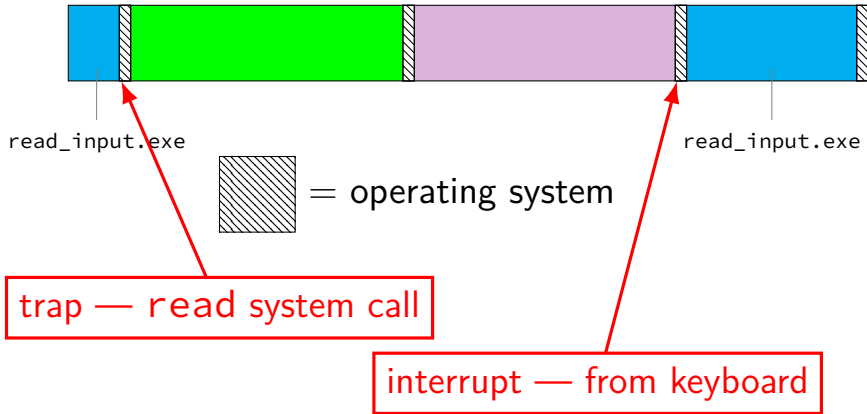 read_input.exe
read_input.exe
= operating system
trap — read system call
interrupt — from keyboard